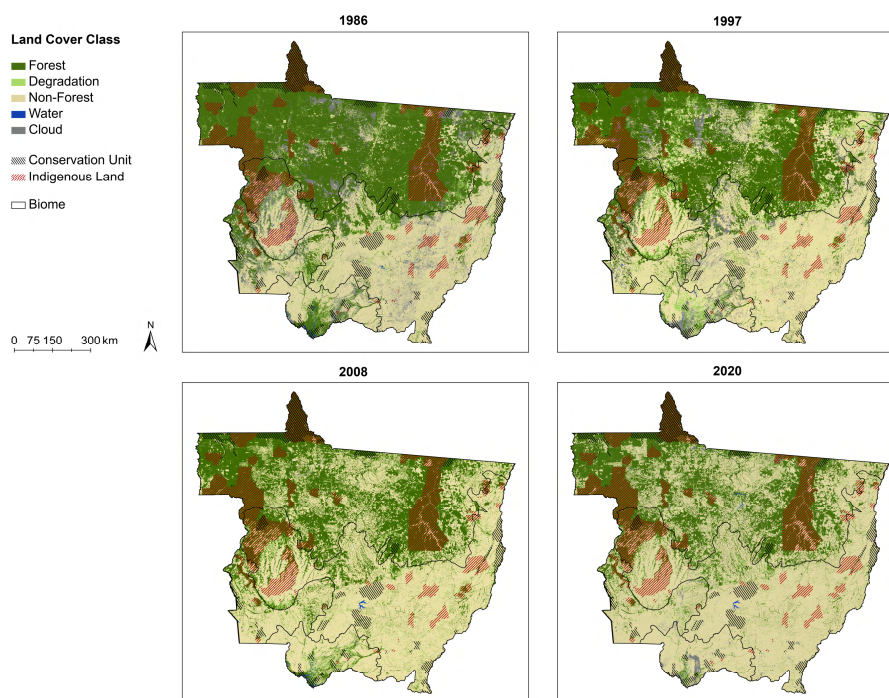 1986
1997
Land Cover Class
Forest
Degradation
Non-Forest
Water
Cloud
Conservation Unit
Indigenous Land
Biome
N
0 75 150 300 km
2008
2020